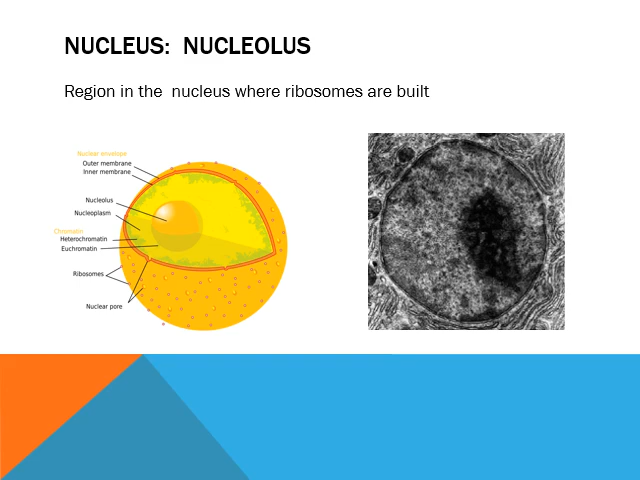 NUCLEUS: NUCLEOLUS
Region in the nucleus where ribosomes are built
Nuclear envelope
Outer membrane
Inner membrane
Nucleolus
Nucleoplasm
Chromatin
Heterochromatin
Euchromatin
Ribosomes
Nuclear pore